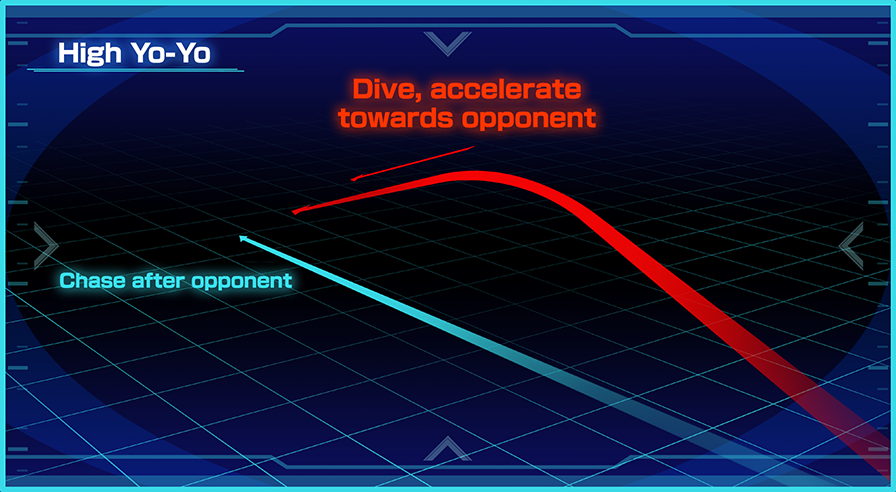 High Yo-Yo
Dive, accelerate
towards opponent
Chase after opponent